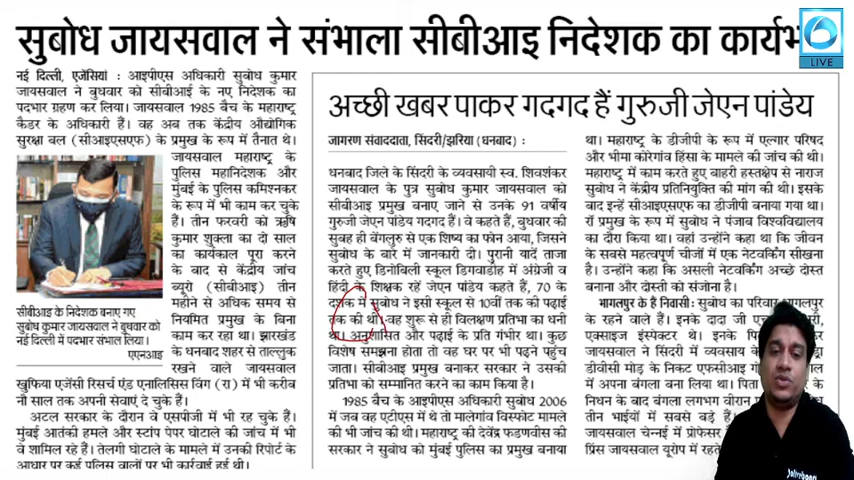 सुबोध जायसवाल ने संभाला सीबीआइ निदेशक का
LIVE
नई दिल्ली, एजेंसियां : आइपीएस अधिकारी सुबोध कुमार
जायसवाल ने बुधवार को सीबीआई के नए निदेशक का
पदभार ग्रहण कर लिया। जायसवाल 1985 बैच के महाराष्ट्र
कैडर के अधिकारी हैं। वह अब तक केंद्रीय औद्योगिक
सुरक्षा बल (सीआइएसएफ) के प्रमुख के रूप में तैनात थे।
जायसवाल महाराष्ट्र के
पुलिस महानिदेशक और
मुंबई के पुलिस कमिश्नकर
के रूप में भी काम कर चुके
हैं। तीन फरवरी को ऋषि
कुमार शुक्ला का दो साल
का कार्यकाल पूरा करने
के बाद से केंद्रीय जांच
ब्यूरो (सीबीआई) तीन
महीने से अधिक समय से
नियमित प्रमुख के बिना
काम कर रहा था। झारखंड
के धनबाद शहर से ताल्लुक
रखने वाले जायसवाल
सीबीआई के निदेशक बनाए गए
सुबोध कुमार जायसवाल ने बुधवार को
नई दिल्ली में पदभार संभाल लिया।
एएनआइ
खुफिया एजेंसी रिसर्च एंड एनालिसिस विंग (रा) में भी करीब
नौ साल तक अपनी सेवाएं दे चुके हैं।
अटल सरकार के दौरान वे एसपीजी में भी रह चुके हैं।
मुंबई आतंकी हमले और स्टांप पेपर घोटाले की जांच में भी
वे शामिल रहे हैं। तेलगी घोटाले के मामले में उनकी रिपोर्ट के
आधार पर कई पुलिस वालों पर भी कार्रवाई हुई थी।
अच्छी खबर पाकर गदगद हैं गुरुजी जेएन पांडेय
जागरण संवाददाता, सिंदरी/झरिया (धनबाद) :
धनबाद जिले के सिंदरी के व्यवसायी स्व. शिवशंकर
जायसवाल के पुत्र सुबोध कुमार जायसवाल को
सीबीआइ प्रमुख बनाए जाने से उनके 91 वर्षीय
गुरुजी जेएन पांडेय गदगद हैं। वे कहते हैं, बुधवार की
सुबह ही बेंगलुरु से एक शिष्य का फोन आया, जिसने
सुबोध के बारे में जानकारी दी। पुरानी यादें ताजा
करते हुए डिनोबिली स्कूल डिगवाडीह में अंग्रेजी व
हिंदी के शिक्षक रहे जेएन पांडेय कहते हैं, 70 के
दशक में सुबोध ने इसी स्कूल से 10वीं तक की पढ़ाई
तक की थी। वह शुरू से ही विलक्षण प्रतिभा का धनी
था। अनुशासित और पढ़ाई के प्रति गंभीर था। कुछ
विशेष समझना होता तो वह घर पर भी पढ़ने पहुंच
जाता। सीबीआइ प्रमुख बनाकर सरकार ने उसकी
प्रतिभा को सम्मानित करने का काम किया है।
1985 बैच के आइपीएस अधिकारी सुबोध 2006
में जब वह एटीएस में थे तो मालेगांव विस्फोट मामले
की भी जांच की थी। महाराष्ट्र की देवेंद्र फडणवीस की
सरकार ने सुबोध को मुंबई पुलिस का प्रमुख बनाया
था। महाराष्ट्र के डीजीपी के रूप में एल्गार परिषद
और भीमा कोरेगांव हिंसा के मामले की जांच की थी।
महाराष्ट्र में काम करते हुए बाहरी हस्तक्षेप से नाराज
सुबोध ने केंद्रीय प्रतिनियुक्ति की मांग की थी। इसके
बाद इन्हें सीआइएसएफ का डीजीपी बनाया गया था।
रॉ प्रमुख के रूप में सुबोध ने पंजाब विश्वविद्यालय
का दौरा किया था। वहां उन्होंने कहा था कि जीवन
के सबसे महत्वपूर्ण चीजों में एक नेटवर्किंग सीखना
है। उन्होंने कहा कि असली नेटवर्किंग अच्छे दोस्त
बनाना और दोस्ती को संजोना है।
भागलपुर के हैं निवासी: सुबोध का परिवार भागलपुर
के रहने वाले हैं। इनके दादा जी
एक्साइज इंस्पेक्टर थे। इनके
जायसवाल ने सिंदरी में व्यवसाय के
डीवीसी मोड़ के निकट एफसीआइ
में अपना बंगला बना लिया था। पिता के
निधन के बाद बंगला लगभग वीरान
तीन भाईयों में सबसे बड़े हैं।
जायसवाल चेन्नई में प्रोफेसर
प्रिंस जायसवाल यूरोप में रहते